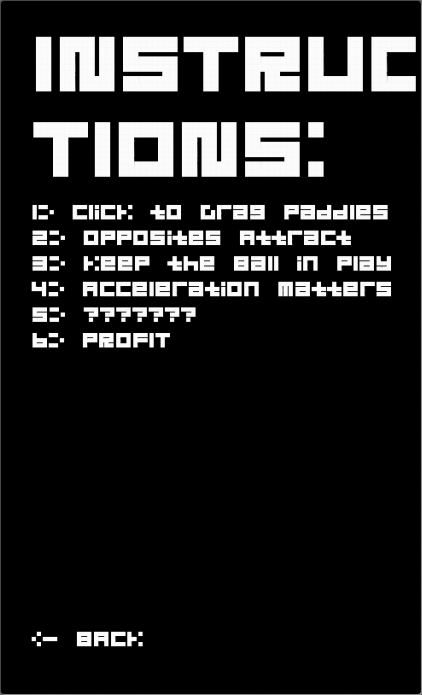 INSTRUC
TIONS:
1> Click to Drag Paddles
2> Opposites Attract
3> Keep the Ball in Play
4> Acceleration matters
5> ???????
6> PROFIT
<- BACK